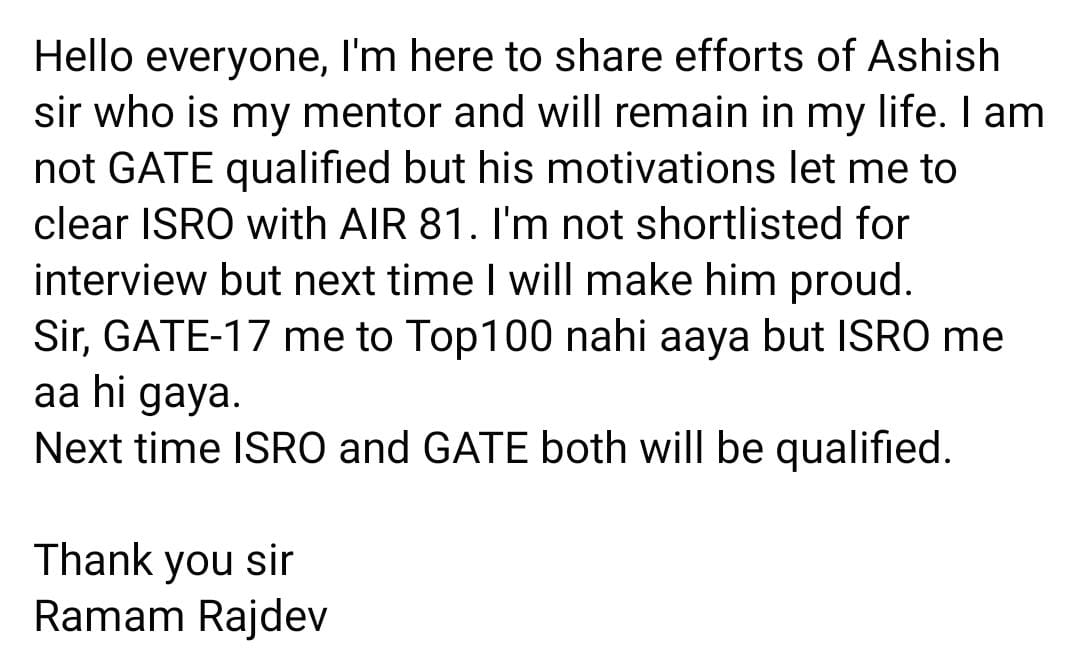 Hello everyone, I'm here to share efforts of Ashish
sir who is my mentor and will remain in my life. I am
not GATE qualified but his motivations let me to
clear ISRO with AIR 81. I'm not shortlisted for
interview but next time I will make him proud.
Sir, GATE-17 me to Top100 nahi aaya but ISRO me
aa hi gaya.
Next time ISRO and GATE both will be qualified.
Thank you sir
Ramam Rajdev